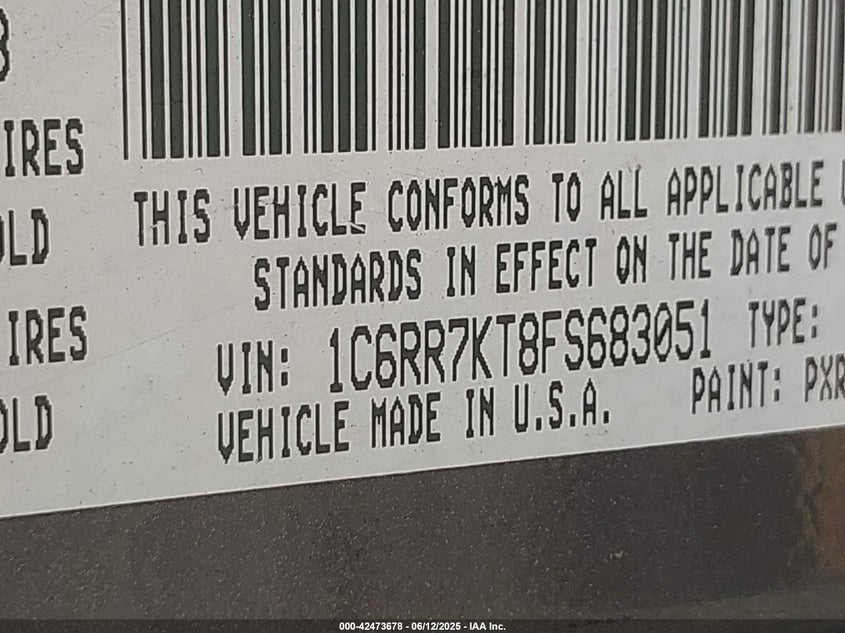 IRES
OLD
IRES
OLD
THIS VEHICLE CONFORMS TO ALL APPLICABLE
STANDARDS IN EFFECT ON THE DATE OF
VIN: 1C6RR7KT8FS683051 TYPE:
VEHICLE MADE IN U.S.A. PAINT: PXR
000-42473678 - 06/12/2025 - IAA Inc.